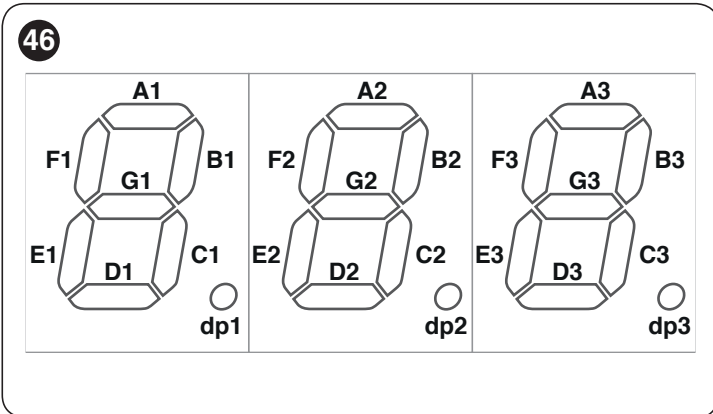 46
A1 A2 A3
F1 B1 F2 B2 F3 B3
G1 G2 G3
E1 C1 E2 C2 E3 C3
D1 D2 D3
dp1 dp2 dp3